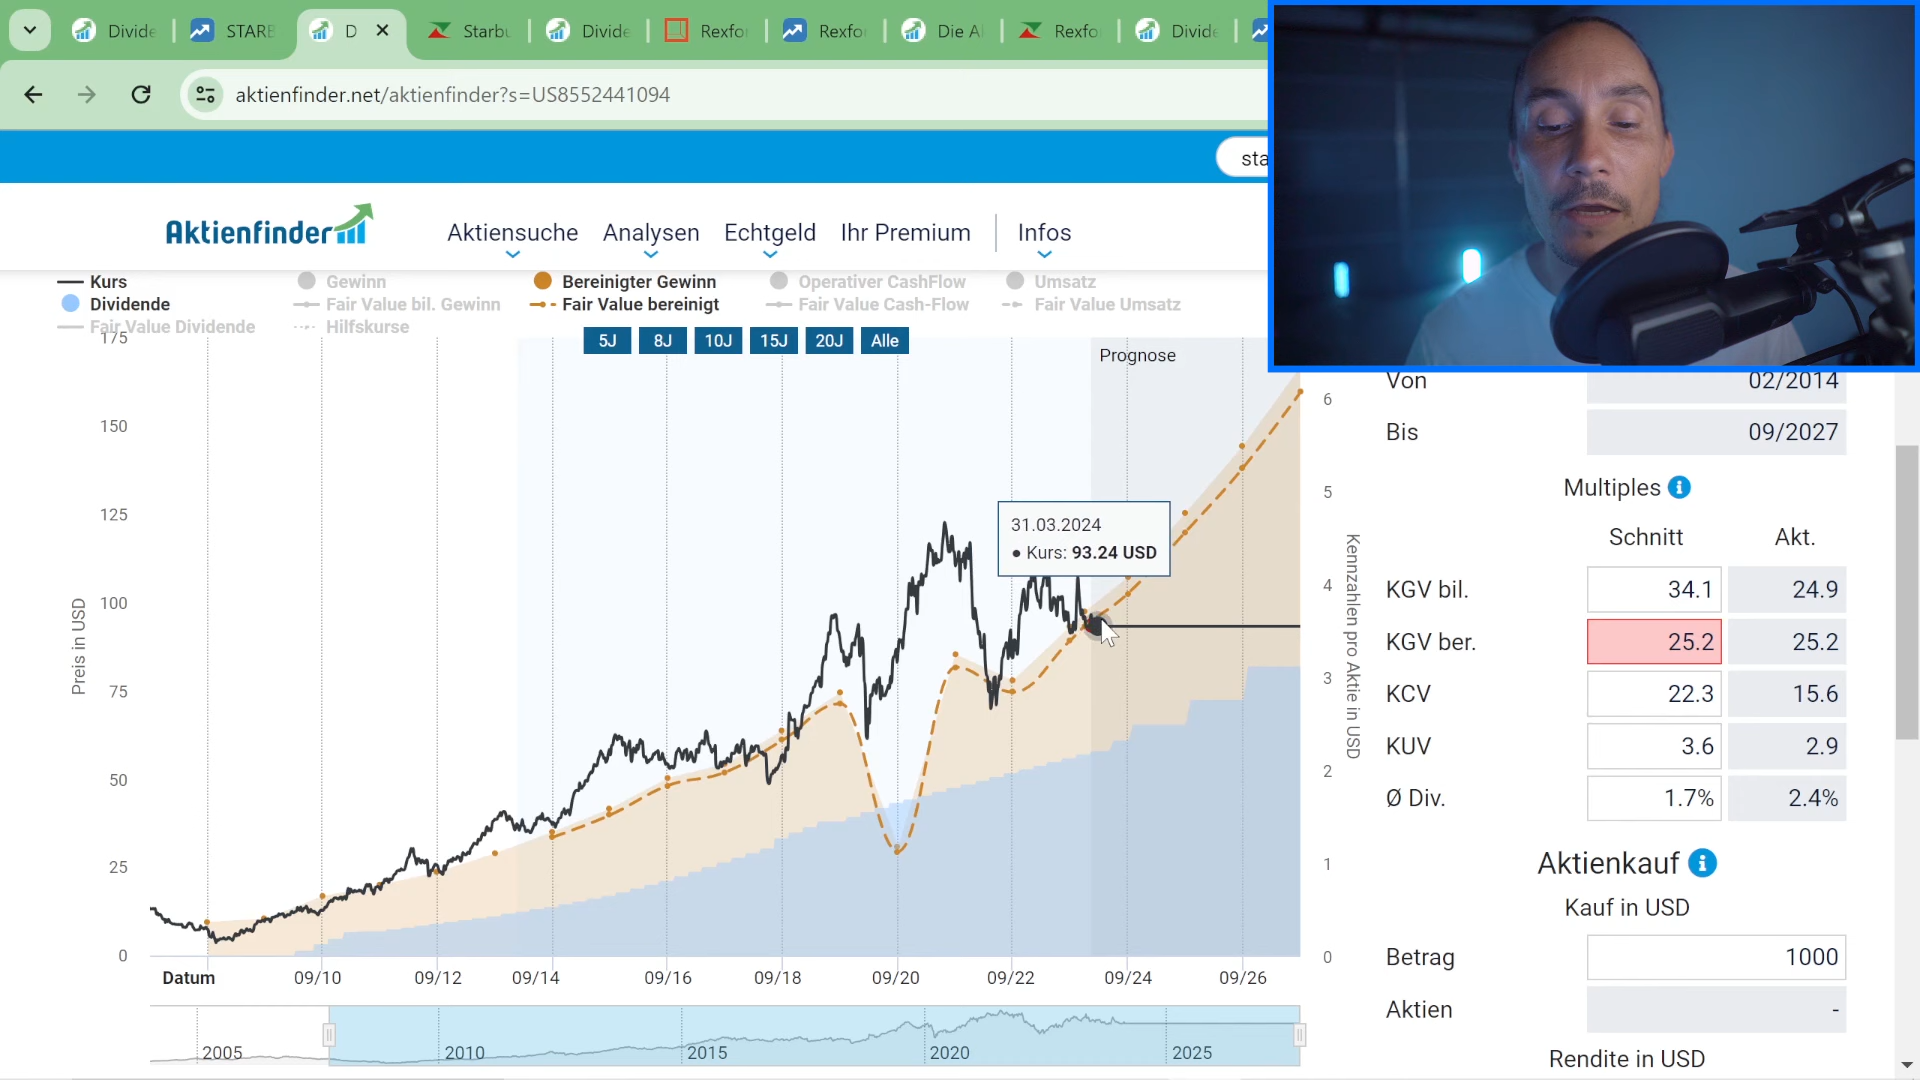 Divide
STARB
D
Starbu
Divide
Rexfo
Rexfo
Die A
Rexfo
Divide
aktienfinder.net/aktienfinder?s=US8552441094
sta
Aktienfinder
Aktiensuche
Analysen
Echtgeld
Ihr Premium
Infos
Kurs
Gewinn
Bereinigter Gewinn
Operativer CashFlow
Umsatz
Dividende
Fair Value bil. Gewinn
Fair Value bereinigt
Fair Value Cash-Flow
Fair Value Umsatz
Fair Value Dividende
Hilfskurse
5J
8J
10J
15J
20J
Alle
Prognose
175
150
125
100
75
50
25
0
Preis in USD
31.03.2024
● Kurs: 93.24 USD
6
5
4
3
2
1
0
Kennzahlen pro Aktie in USD
Datum
09/10
09/12
09/14
09/16
09/18
09/20
09/22
09/24
09/26
2005
2010
2015
2020
2025
Von 02/2014
Bis 09/2027
Multiples i
Schnitt Akt.
KGV bil. 34.1 24.9
KGV ber. 25.2 25.2
KCV 22.3 15.6
KUV 3.6 2.9
Ø Div. 1.7% 2.4%
Aktienkauf i
Kauf in USD
Betrag 1000
Aktien -
Rendite in USD